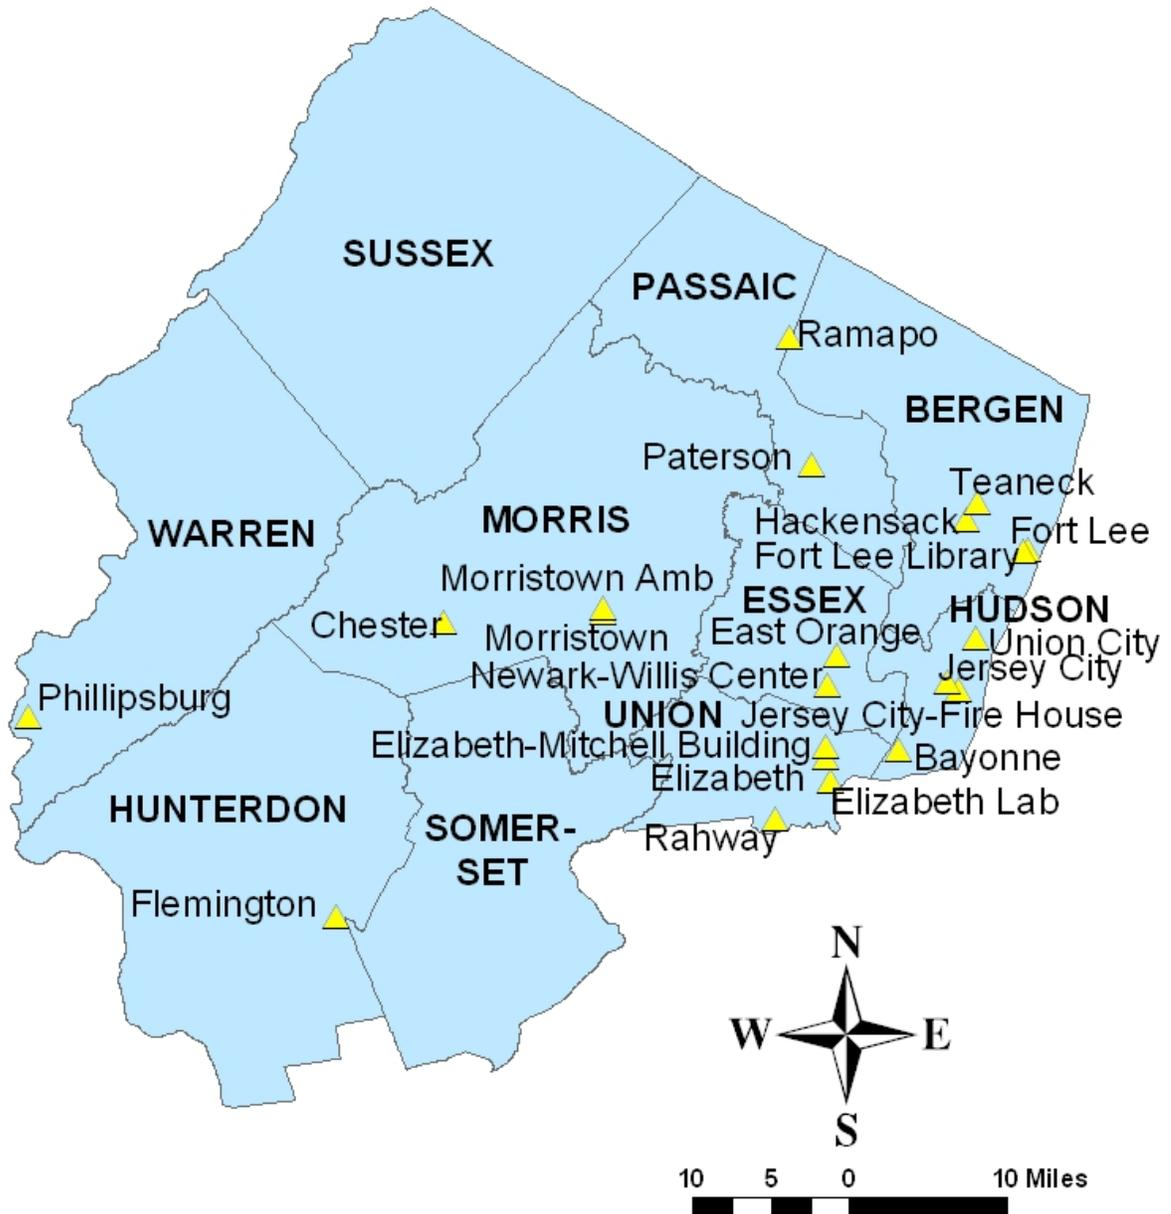 SUSSEX
PASSAIC
Ramapo
BERGEN
Paterson
Teaneck
WARREN
MORRIS
Hackensack
Fort Lee
Fort Lee Library
Morristown Amb
ESSEX
HUDSON
Chester
Morristown
East Orange
Union City
Newark-Willis Center
Jersey City
Phillipsburg
UNION
Jersey City-Fire House
Elizabeth-Mitchell Building
Bayonne
Elizabeth
Elizabeth Lab
HUNTERDON
SOMER-
SET
Rahway
Flemington
N
W
E
S
10 5 0 10 Miles